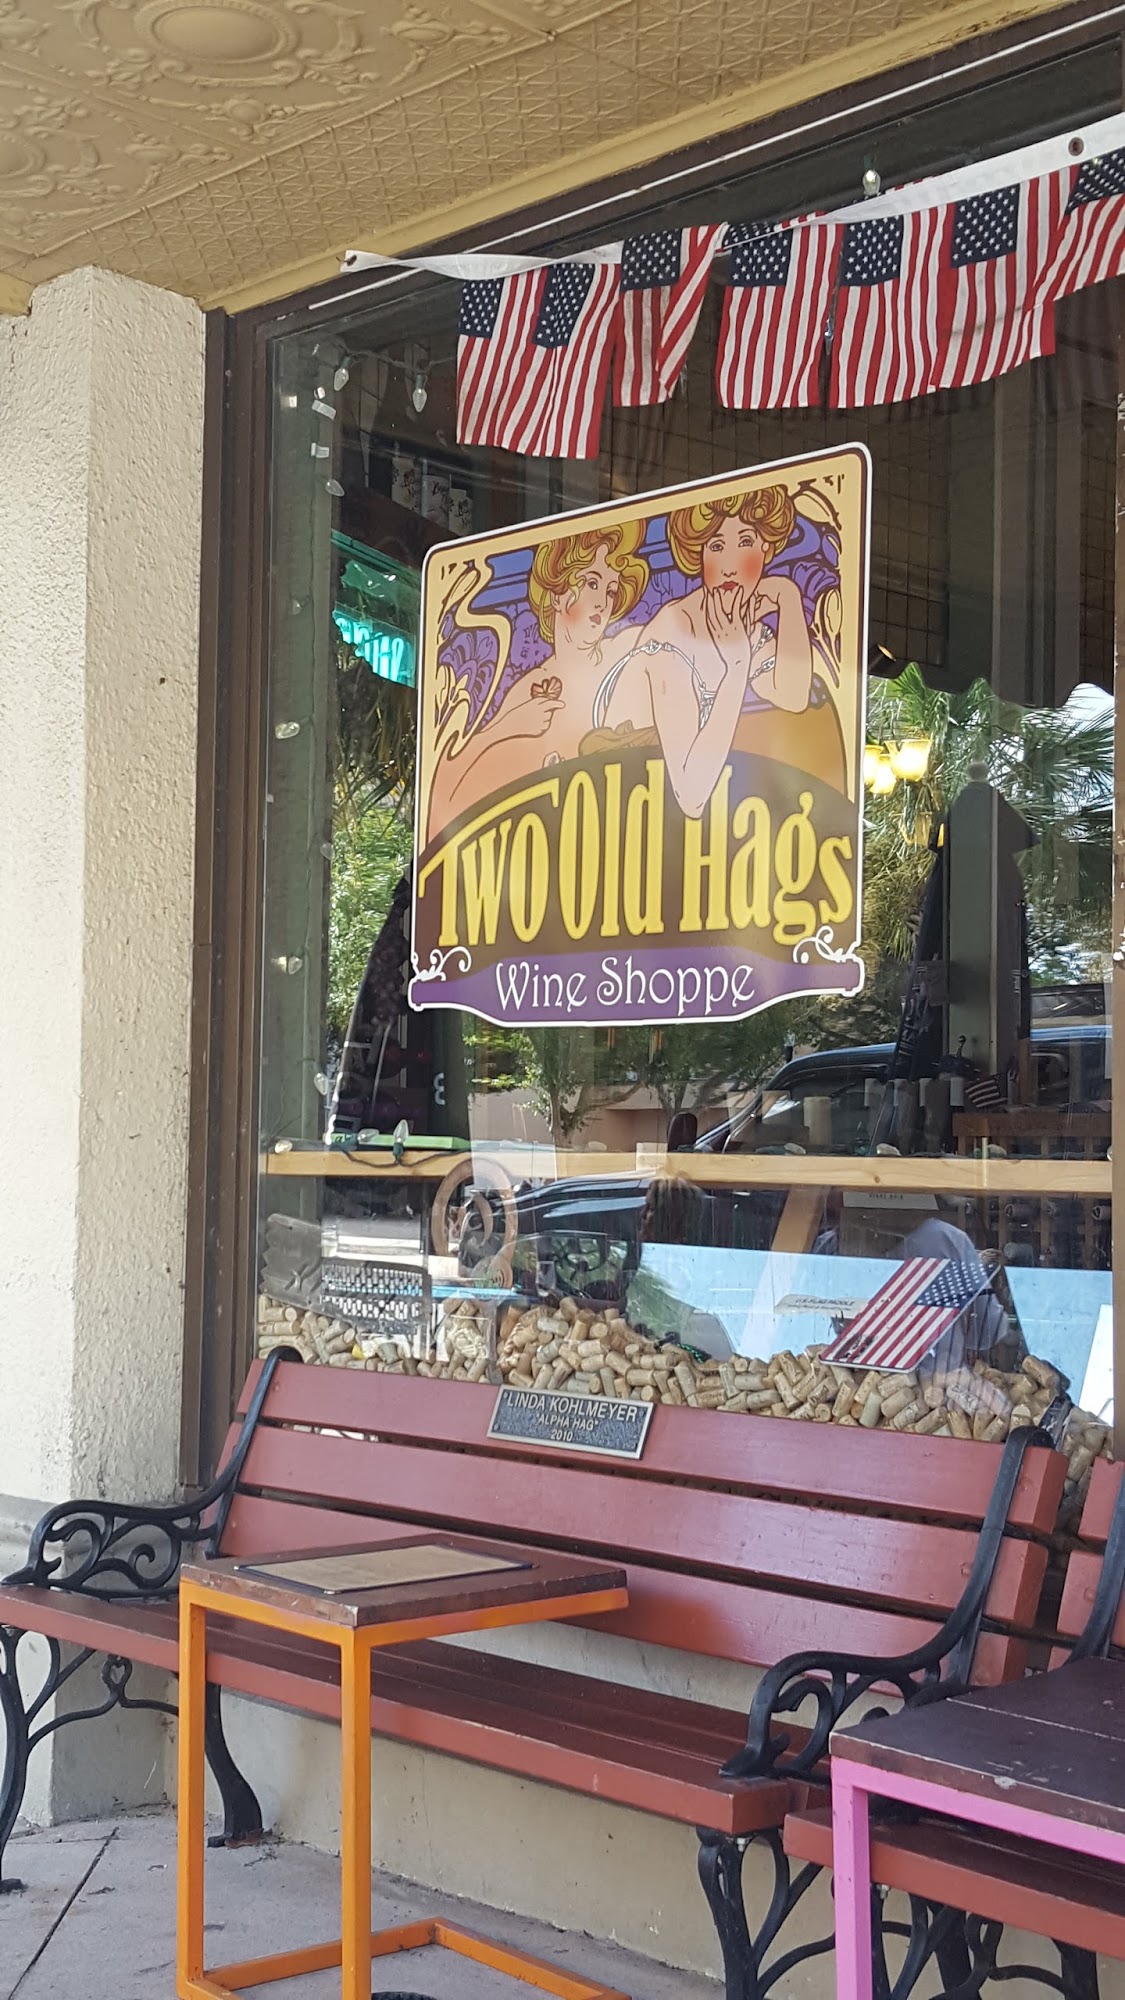 Two Old Hags
Wine Shoppe
LINDA KOHLMEYER
"ALPHA HAG"
2010